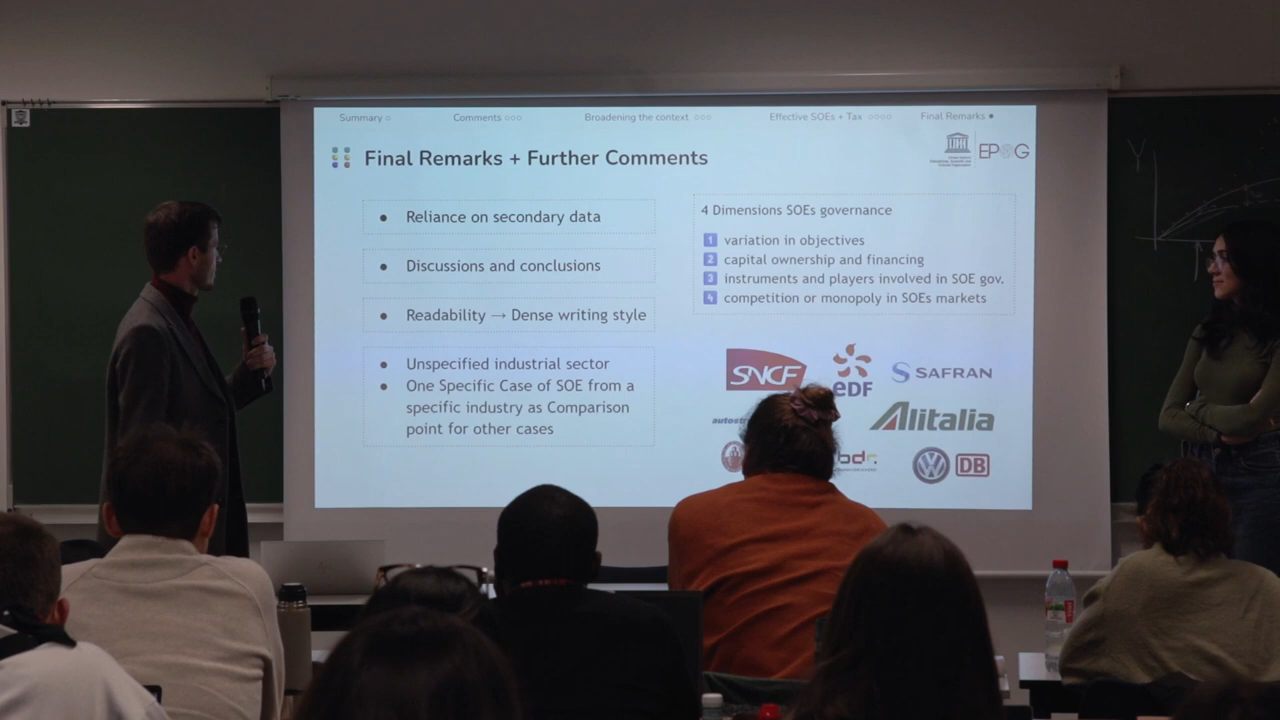 Summary
Comments
Broadening the context
Effective SOEs + Tax
Final Remarks
Final Remarks + Further Comments
EPOG
Reliance on secondary data
Discussions and conclusions
Readability → Dense writing style
Unspecified industrial sector
One Specific Case of SOE from a
specific industry as Comparison
point for other cases
4 Dimensions SOEs governance
1 variation in objectives
2 capital ownership and financing
3 instruments and players involved in SOE gov.
4 competition or monopoly in SOEs markets
SNCF
eDF
SAFRAN
Alitalia
bdr
DB
Y